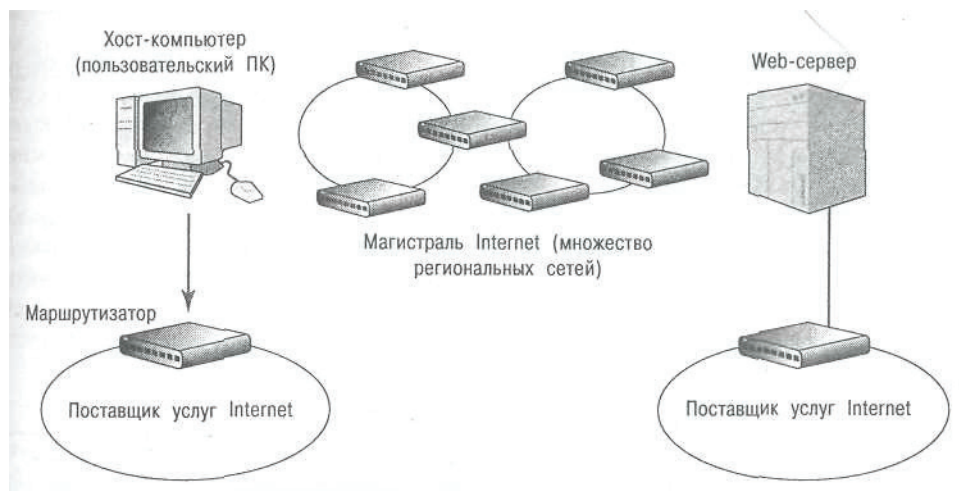 Хост-компьютер
(пользовательский ПК)
Web-сервер
Магистраль Internet (множество
региональных сетей)
Маршрутизатор
Поставщик услуг Internet
Поставщик услуг Internet